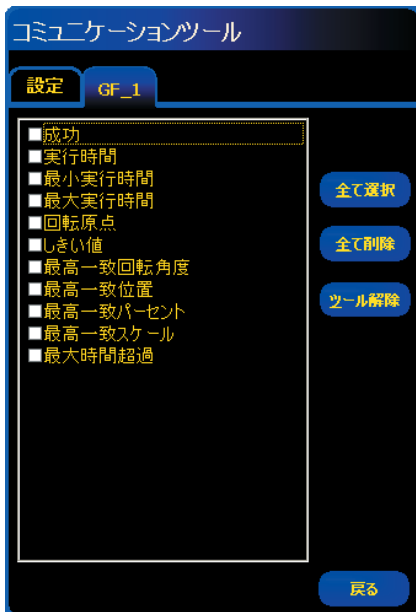 コミュニケーションツール
設定 GF_1
成功
実行時間
最小実行時間
最大実行時間
回転原点
しきい値
最高一致回転角度
最高一致位置
最高一致パーセント
最高一致スケール
最大時間超過
全て選択
全て削除
ツール解除
戻る